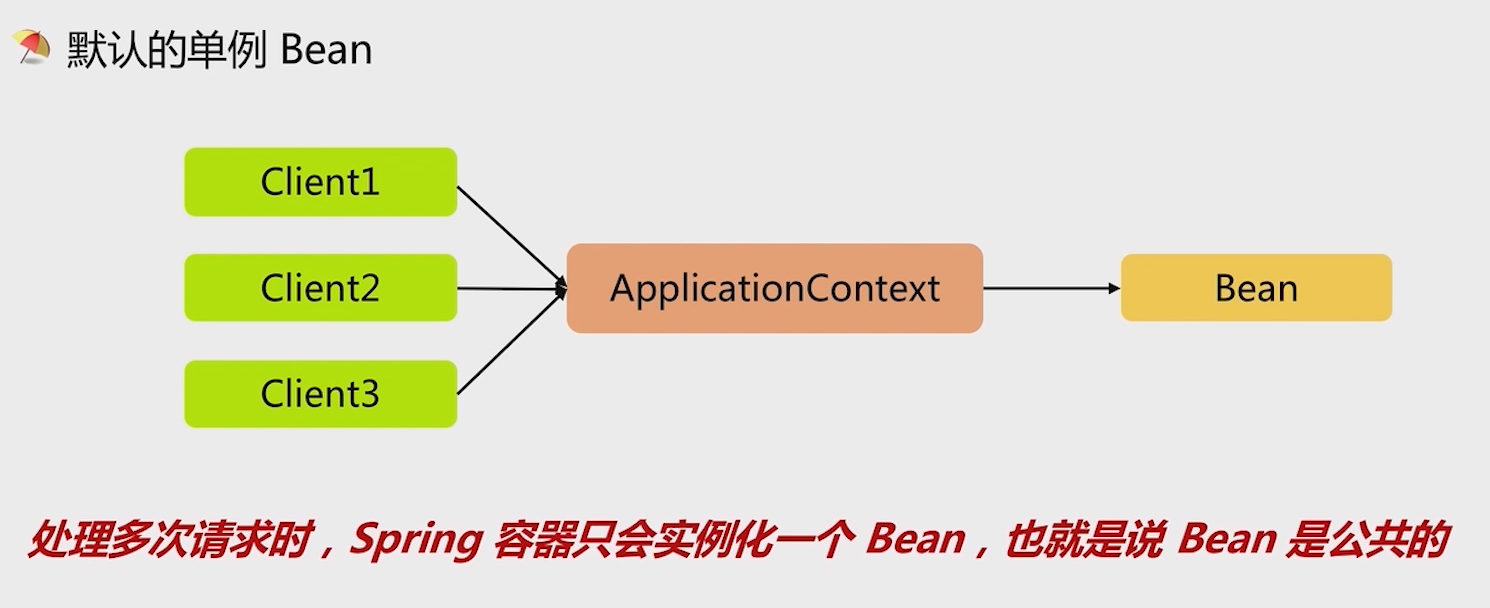 默认的单例 Bean
Client1
Client2
Client3
ApplicationContext
Bean
处理多次请求时，Spring 容器只会实例化一个 Bean，也就是说 Bean 是公共的